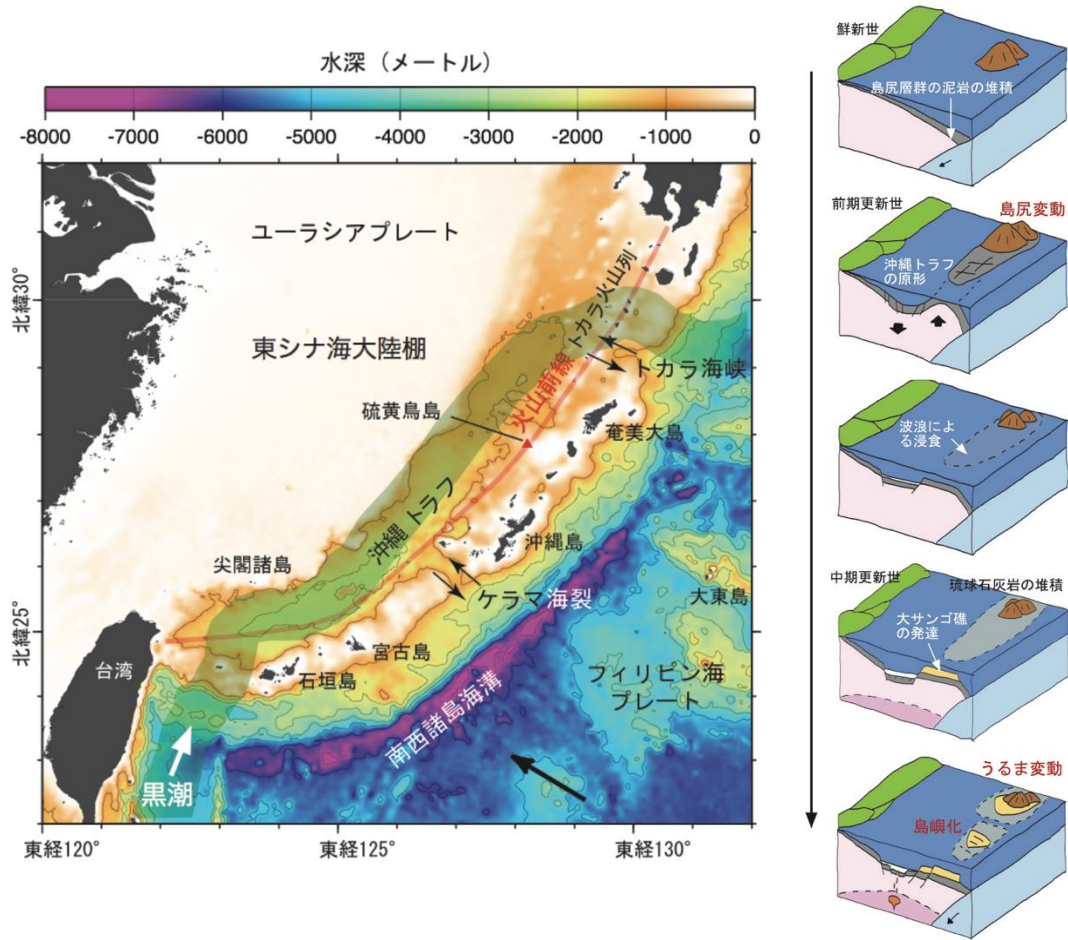 水深（メートル）
-8000 -7000 -6000 -5000 -4000 -3000 -2000 -1000 0
ユーラシアプレート
トカラ火山列
東シナ海大陸棚
火山前線
トカラ海峡
硫黄鳥島
奄美大島
沖縄トラフ
沖縄島
尖閣諸島
ケラマ海裂
大東島
台湾
宮古島
石垣島
フィリピン海
プレート
南西諸島海溝
黒潮
北緯30°
北緯25°
東経120°
東経125°
東経130°
鮮新世
島尻層群の泥岩の堆積
前期更新世
島尻変動
沖縄トラフ
の原形
波浪によ
る浸食
中期更新世
琉球石灰岩の堆積
大サンゴ礁
の発達
うるま変動
島嶼化